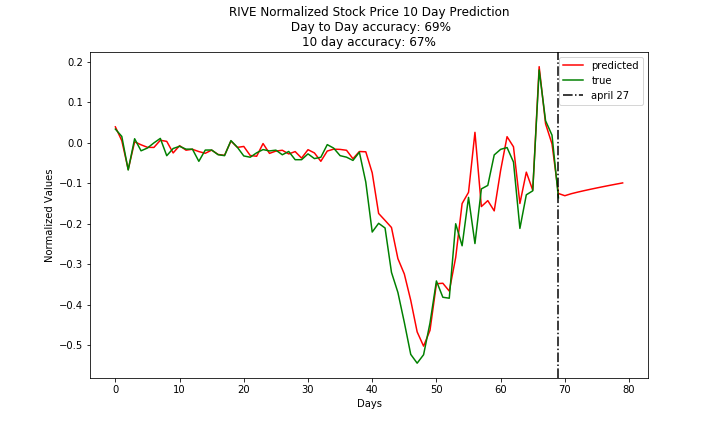 RIVE Normalized Stock Price 10 Day Prediction
Day to Day accuracy: 69%
10 day accuracy: 67%
predicted
true
april 27
0.2
0.1
0.0
−0.1
−0.2
−0.3
−0.4
−0.5
Normalized Values
0 10 20 30 40 50 60 70 80
Days